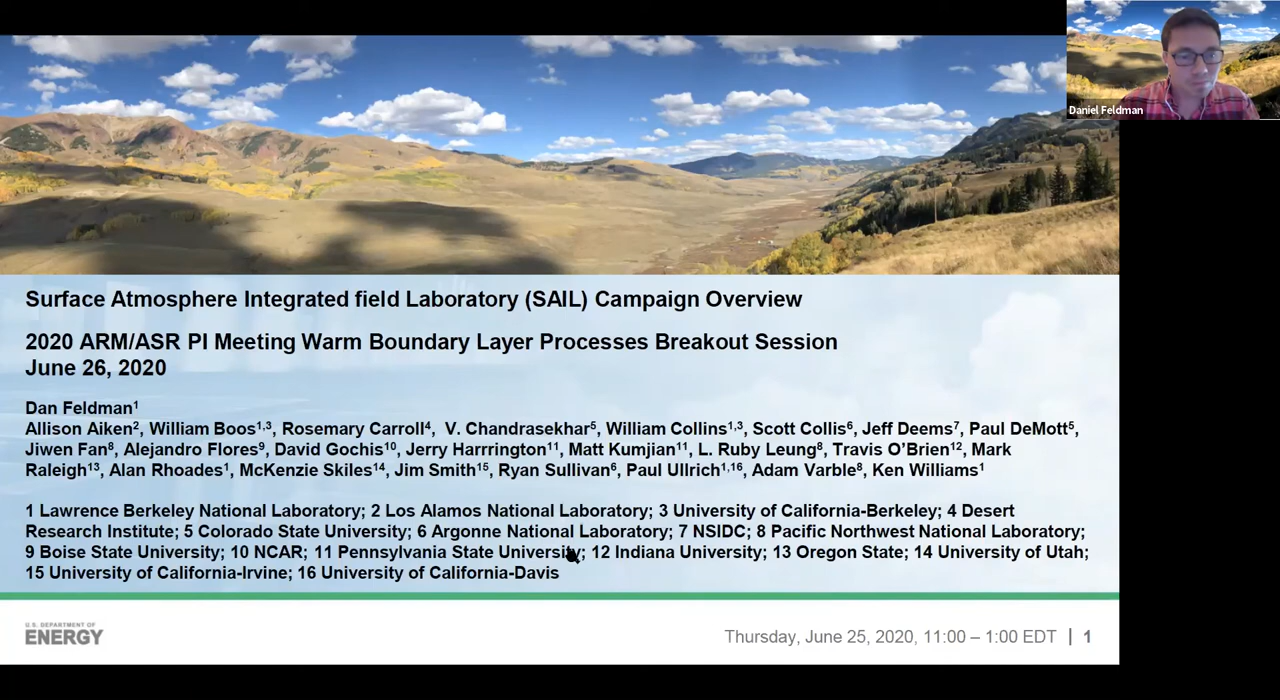 Daniel Feldman
Surface Atmosphere Integrated field Laboratory (SAIL) Campaign Overview
2020 ARM/ASR PI Meeting Warm Boundary Layer Processes Breakout Session
June 26, 2020
Dan Feldman¹
Allison Aiken², William Boos¹,³, Rosemary Carroll⁴, V. Chandrasekhar⁵, William Collins¹,³, Scott Collis⁶, Jeff Deems⁷, Paul DeMott⁵,
Jiwen Fan⁸, Alejandro Flores⁹, David Gochis¹⁰, Jerry Harrrington¹¹, Matt Kumjian¹¹, L. Ruby Leung⁸, Travis O’Brien¹², Mark
Raleigh¹³, Alan Rhoades¹, McKenzie Skiles¹⁴, Jim Smith¹⁵, Ryan Sullivan⁶, Paul Ullrich¹,¹⁶, Adam Varble⁸, Ken Williams¹
1 Lawrence Berkeley National Laboratory; 2 Los Alamos National Laboratory; 3 University of California-Berkeley; 4 Desert
Research Institute; 5 Colorado State University; 6 Argonne National Laboratory; 7 NSIDC; 8 Pacific Northwest National Laboratory;
9 Boise State University; 10 NCAR; 11 Pennsylvania State University; 12 Indiana University; 13 Oregon State; 14 University of Utah;
15 University of California-Irvine; 16 University of California-Davis
U.S. DEPARTMENT OF
ENERGY
Thursday, June 25, 2020, 11:00 – 1:00 EDT | 1